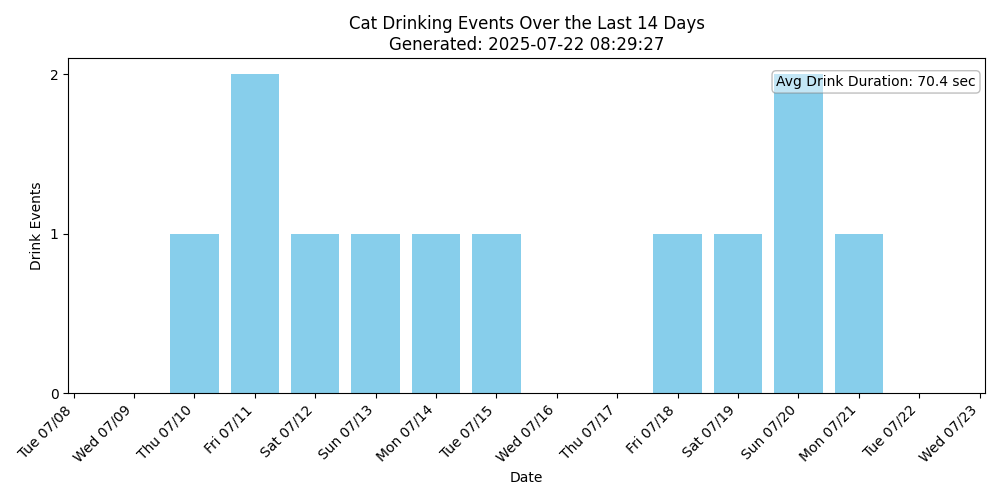 Cat Drinking Events Over the Last 14 Days
Generated: 2025-07-22 08:29:27
Avg Drink Duration: 70.4 sec
Drink Events
2
1
0
Tue 07/08
Wed 07/09
Thu 07/10
Fri 07/11
Sat 07/12
Sun 07/13
Mon 07/14
Tue 07/15
Wed 07/16
Thu 07/17
Fri 07/18
Sat 07/19
Sun 07/20
Mon 07/21
Tue 07/22
Wed 07/23
Date